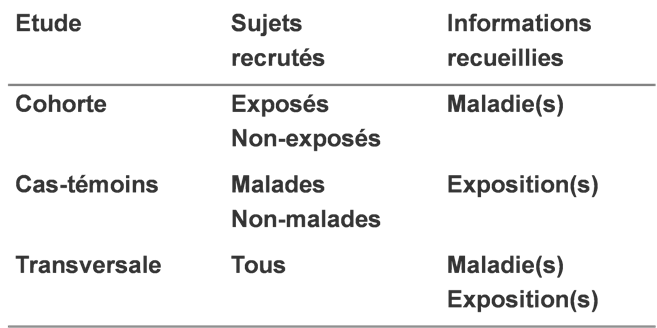 Etude Sujets Informations
recrutés recueillies
Cohorte Exposés Maladie(s)
Non-exposés
Cas-témoins Malades Exposition(s)
Non-malades
Transversale Tous Maladie(s)
Exposition(s)